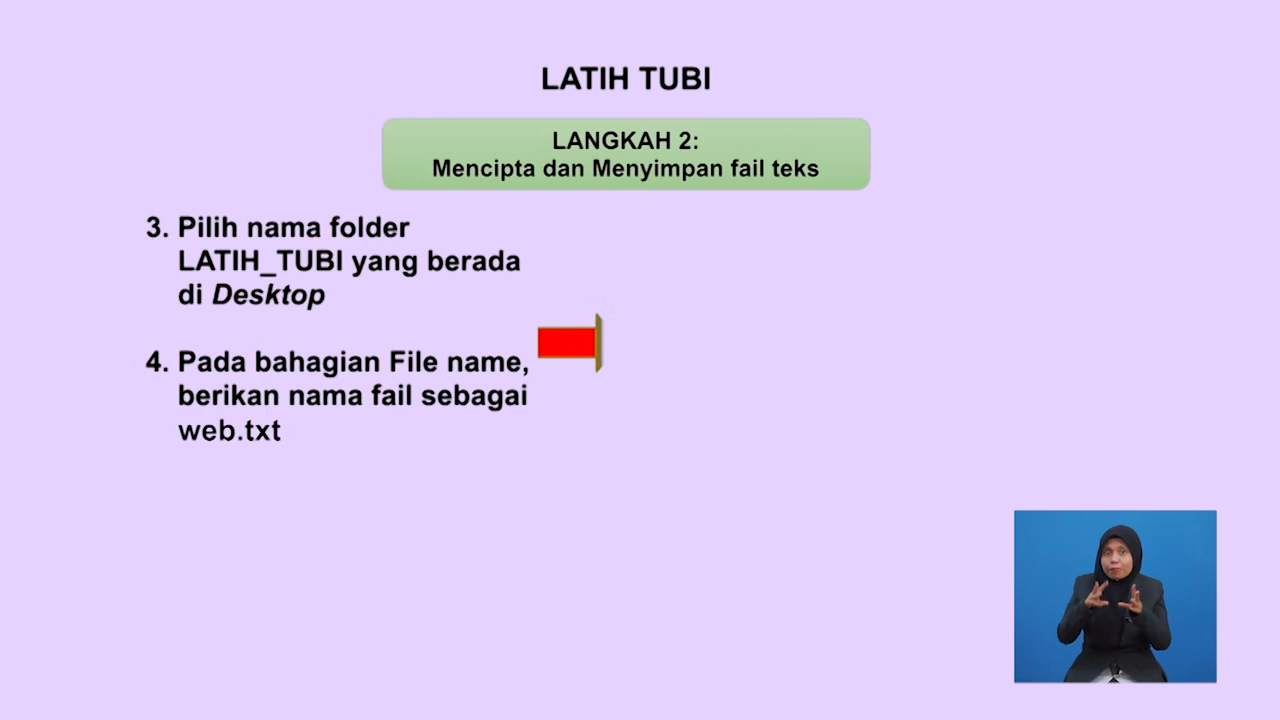 LATIH TUBI
LANGKAH 2:
Mencipta dan Menyimpan fail teks
3. Pilih nama folder
LATIH_TUBI yang berada
di Desktop
4. Pada bahagian File name,
berikan nama fail sebagai
web.txt